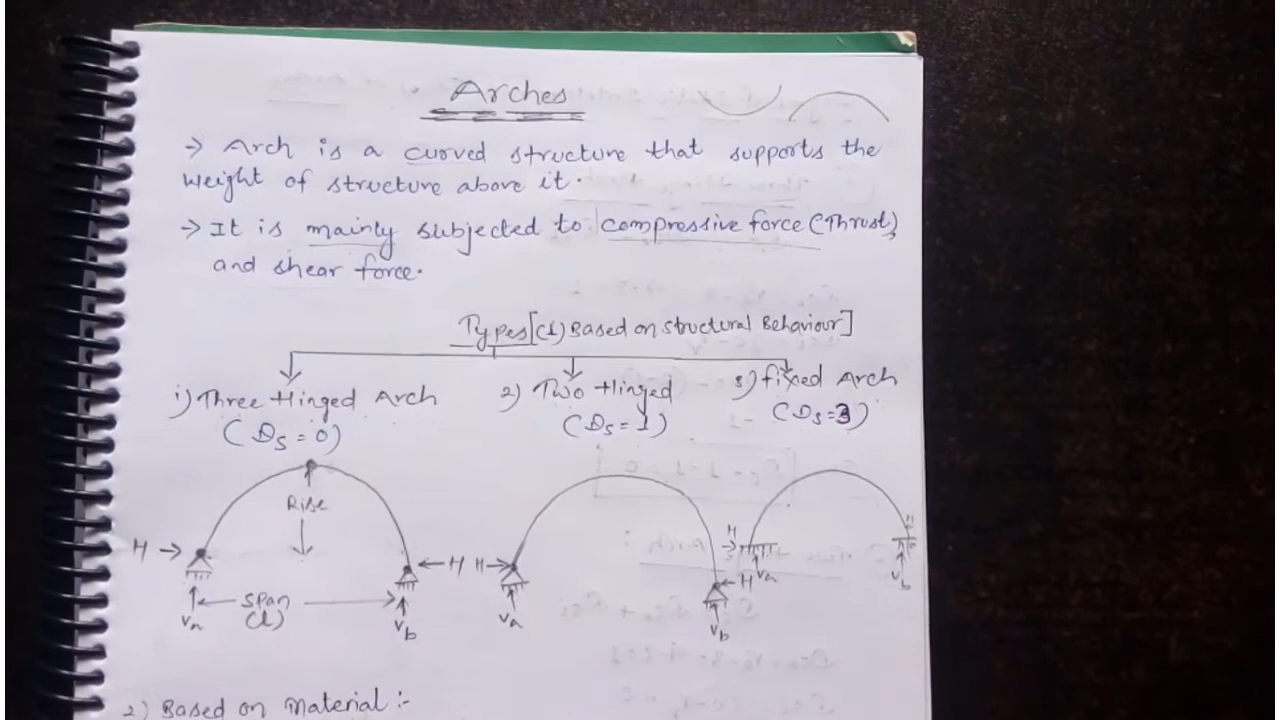 Arches
→ Arch is a curved structure that supports the
weight of structure above it.
→ It is mainly subjected to compressive force (Thrust)
and shear force.
Types [(1) Based on structural Behaviour]
1) Three Hinged Arch
(Ds = 0)
2) Two Hinged
(Ds = 1)
3) fixed Arch
(Ds = 3)
Rise
H →
← H
Va
← span →
(l)
Vb
H →
← H
Va
Vb
H
→
Va
H
Vb
2) Based on Material :-